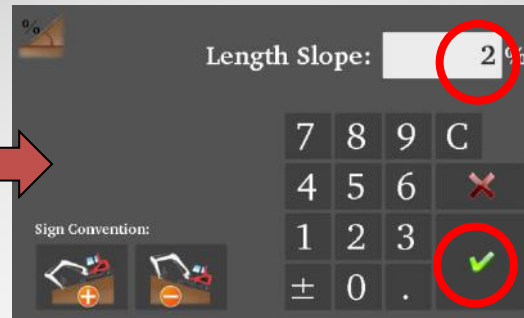 %
Length Slope: 2 %
7 8 9 C
4 5 6
Sign Convention:
1 2 3
± 0 .